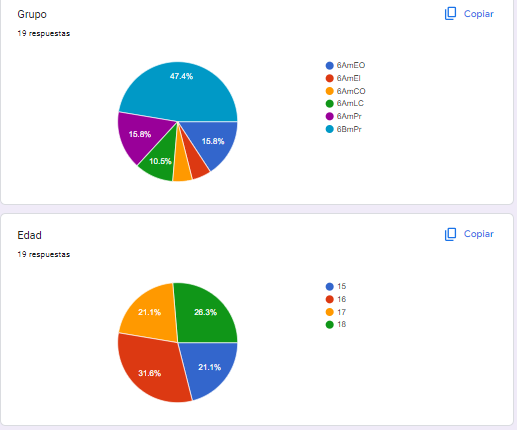 Grupo
Copiar
19 respuestas
47.4%
15.8%
10.5%
15.8%
6AmEO
6AmEI
6AmCO
6AmLC
6AmPr
6BmPr
Edad
Copiar
19 respuestas
21.1%
26.3%
31.6%
21.1%
15
16
17
18